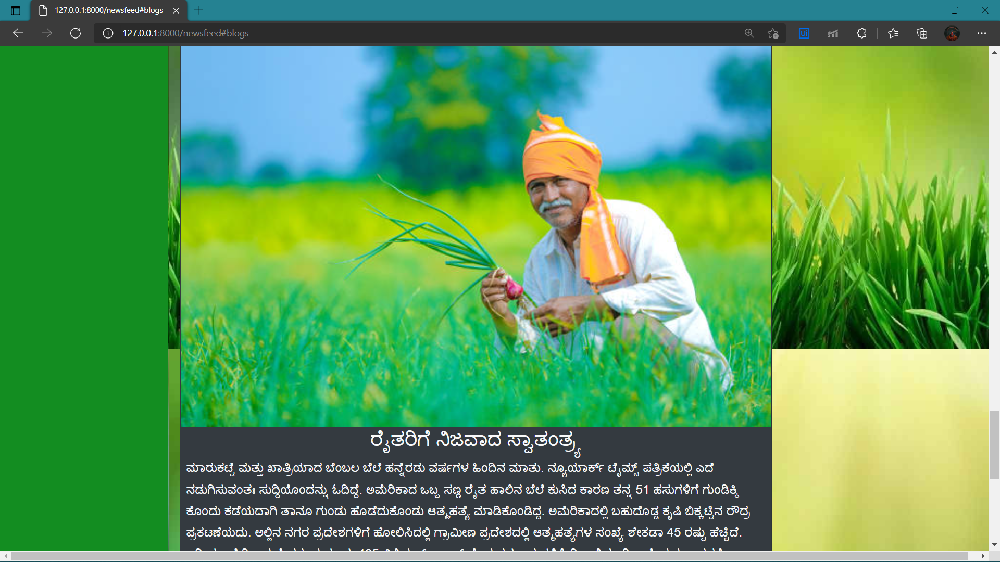 127.0.0.1:8000/newsfeed#blogs
127.0.0.1:8000/newsfeed#blogs
ರೈತರಿಗೆ ನಿಜವಾದ ಸ್ವಾತಂತ್ರ್ಯ
ಮಾರುಕಟ್ಟೆ ಮತ್ತು ಖಾತ್ರಿಯಾದ ಬೆಂಬಲ ಬೆಲೆ ಹನ್ನೆರಡು ವರ್ಷಗಳ ಹಿಂದಿನ ಮಾತು. ನ್ಯೂಯಾರ್ಕ್ ಟೈಮ್ಸ್ ಪತ್ರಿಕೆಯಲ್ಲಿ ಎದೆ
ನಡುಗಿಸುವಂತಃ ಸುದ್ದಿಯೊಂದನ್ನು ಓದಿದ್ದೆ. ಅಮೆರಿಕಾದ ಒಬ್ಬ ಸಣ್ಣ ರೈತ ಹಾಲಿನ ಬೆಲೆ ಕುಸಿದ ಕಾರಣ ತನ್ನ 51 ಹಸುಗಳಿಗೆ ಗುಂಡಿಕ್ಕಿ
ಕೊಂದು ಕಡೆಯದಾಗಿ ತಾನೂ ಗುಂಡು ಹೊಡೆದುಕೊಂಡು ಆತ್ಮಹತ್ಯೆ ಮಾಡಿಕೊಂಡಿದ್ದ. ಅಮೆರಿಕಾದಲ್ಲಿ ಬಹುದೊಡ್ಡ ಕೃಷಿ ಬಿಕ್ಕಟ್ಟಿನ ರೌದ್ರ
ಪ್ರಕಟಣೆಯದು. ಅಲ್ಲಿನ ನಗರ ಪ್ರದೇಶಗಳಿಗೆ ಹೋಲಿಸಿದಲ್ಲಿ ಗ್ರಾಮೀಣ ಪ್ರದೇಶದಲ್ಲಿ ಆತ್ಮಹತ್ಯೆಗಳ ಸಂಖ್ಯೆ ಶೇಕಡಾ 45 ರಷ್ಟು ಹೆಚ್ಚಿದೆ.